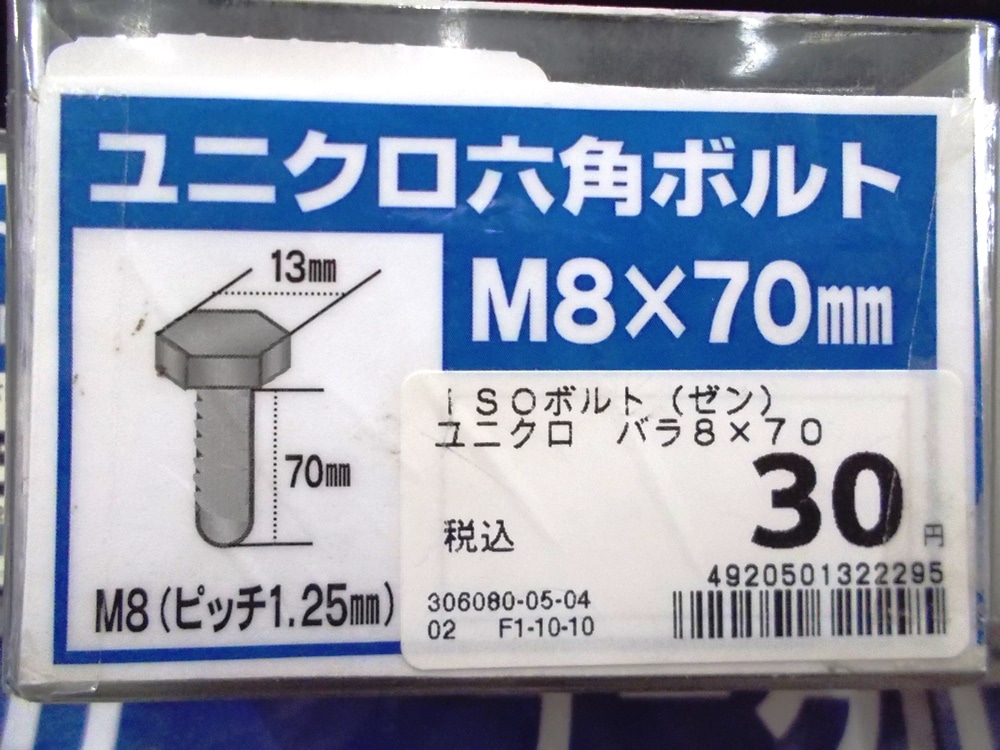 ユニクロ六角ボルト
M8×70㎜
13㎜
70㎜
M8(ピッチ1.25㎜)
ISOボルト(ゼン)
ユニクロ バラ8×70
税込 30円
4920501322295
306080-05-04
02 F1-10-10